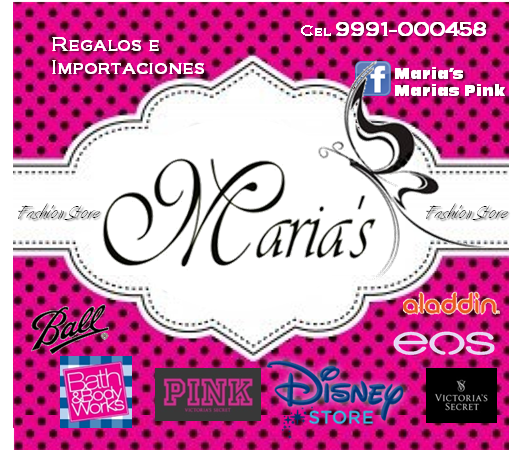 Regalos e
Importaciones
Cel 9991-000458
f Maria's
Marias Pink
Fashion Store
Maria's
Fashion Store
Ball®
aladdin
eos
Bath
& Body
Works
PINK
VICTORIA'S SECRET
Disney
STORE
VS
VICTORIA'S
SECRET